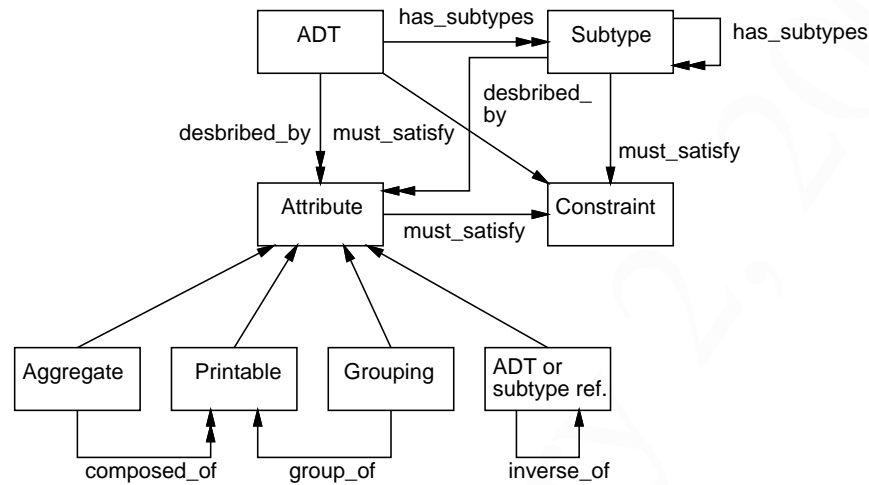 has_subtypes
ADT
Subtype
has_subtypes
desbribed_
by
desbribed_by
must_satisfy
must_satisfy
Attribute
Constraint
must_satisfy
Aggregate
Printable
Grouping
ADT or
subtype ref.
composed_of
group_of
inverse_of